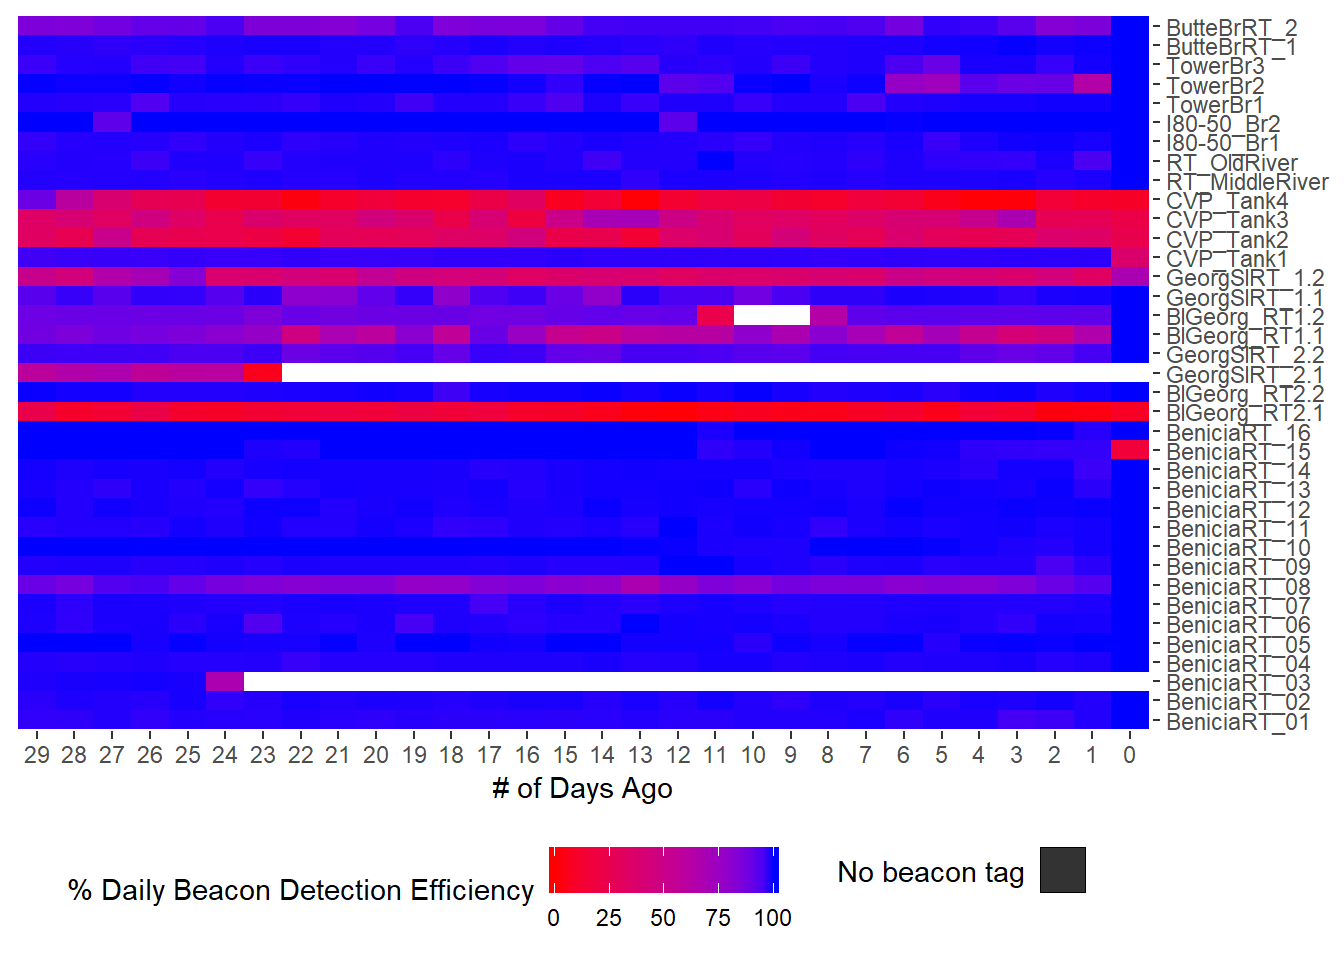 ButteBrRT_2
ButteBrRT_1
TowerBr3
TowerBr2
TowerBr1
I80-50_Br2
I80-50_Br1
RT_OldRiver
RT_MiddleRiver
CVP_Tank4
CVP_Tank3
CVP_Tank2
CVP_Tank1
GeorgSlRT_1.2
GeorgSlRT_1.1
BlGeorg_RT1.2
BlGeorg_RT1.1
GeorgSlRT_2.2
GeorgSlRT_2.1
BlGeorg_RT2.2
BlGeorg_RT2.1
BeniciaRT_16
BeniciaRT_15
BeniciaRT_14
BeniciaRT_13
BeniciaRT_12
BeniciaRT_11
BeniciaRT_10
BeniciaRT_09
BeniciaRT_08
BeniciaRT_07
BeniciaRT_06
BeniciaRT_05
BeniciaRT_04
BeniciaRT_03
BeniciaRT_02
BeniciaRT_01
29 28 27 26 25 24 23 22 21 20 19 18 17 16 15 14 13 12 11 10 9 8 7 6 5 4 3 2 1 0
# of Days Ago
% Daily Beacon Detection Efficiency
0 25 50 75 100
No beacon tag